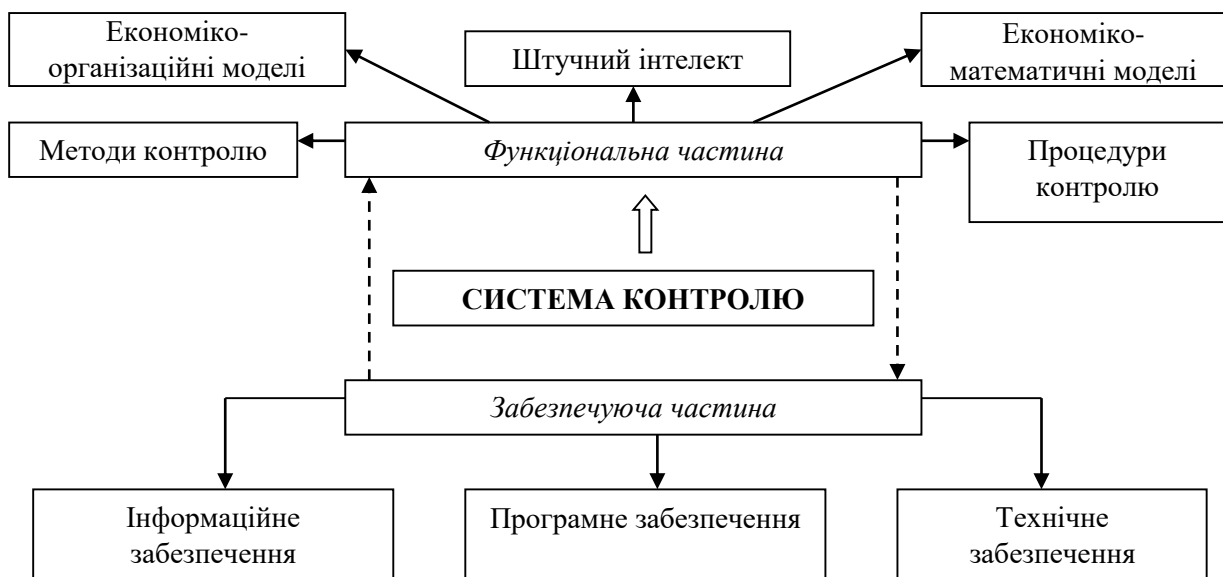 Економіко-
організаційні моделі
Штучний інтелект
Економіко-
математичні моделі
Методи контролю
Функціональна частина
Процедури
контролю
СИСТЕМА КОНТРОЛЮ
Забезпечуюча частина
Інформаційне
забезпечення
Програмне забезпечення
Технічне
забезпечення